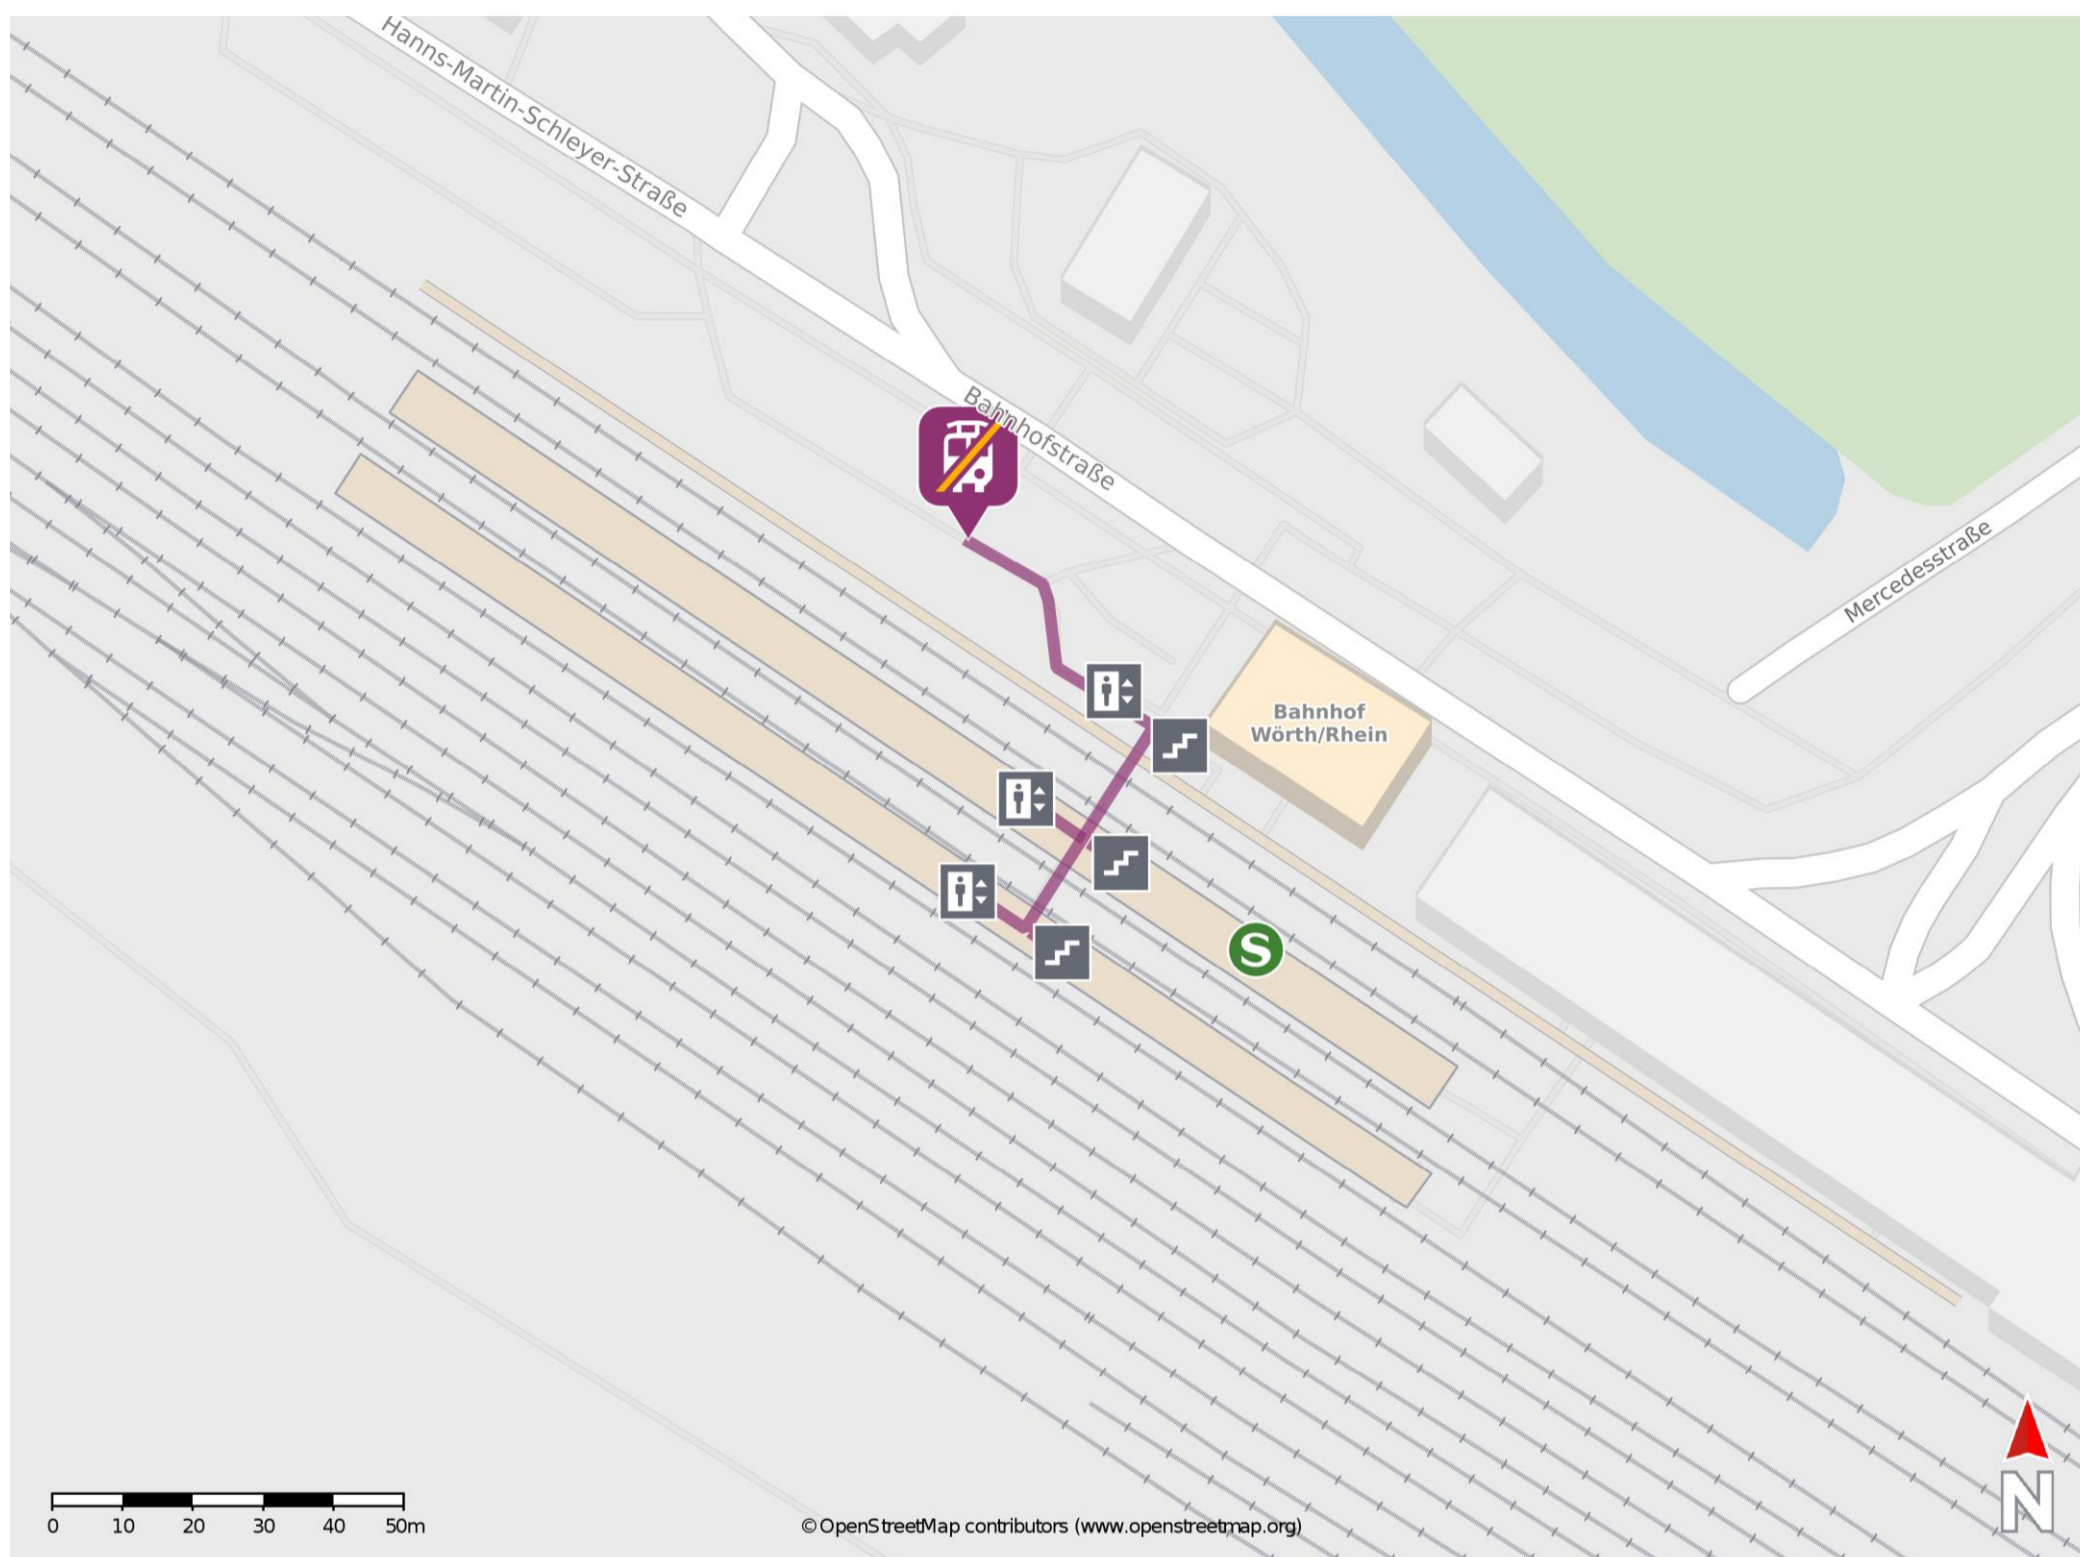 Hanns-Martin-Schleyer-Straße
Bahnhofstraße
Mercedesstraße
Bahnhof
Wörth/Rhein
S
0 10 20 30 40 50m
© OpenStreetMap contributors (www.openstreetmap.org)
N